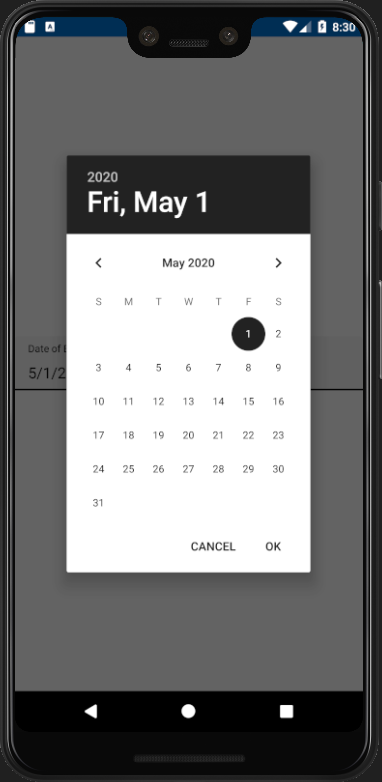 8:30
2020
Fri, May 1
May 2020
S M T W T F S
1 2
3 4 5 6 7 8 9
10 11 12 13 14 15 16
17 18 19 20 21 22 23
24 25 26 27 28 29 30
31
Date of
5/1/2
CANCEL OK